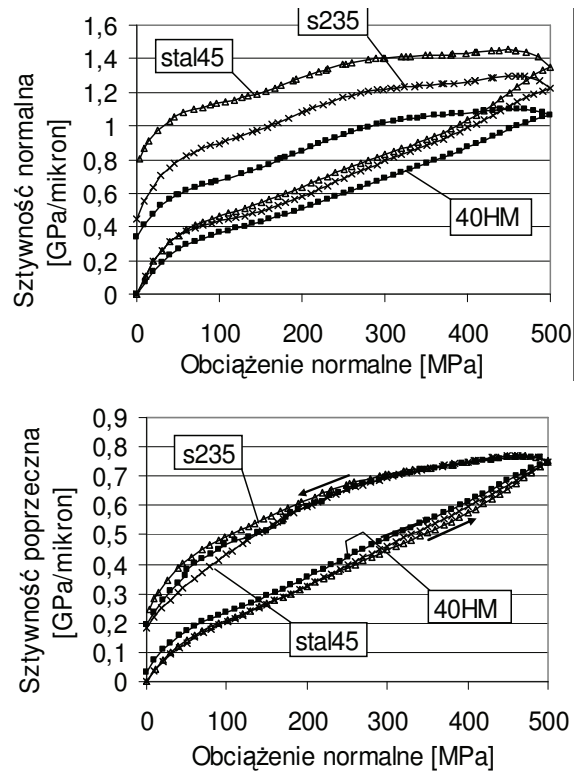 s235
stal45
40HM
1,6
1,4
1,2
1
0,8
0,6
0,4
0,2
0
Sztywność normalna
[GPa/mikron]
0 100 200 300 400 500
Obciążenie normalne [MPa]
0,9
0,8
0,7
0,6
0,5
0,4
0,3
0,2
0,1
0
Sztywność poprzeczna
[GPa/mikron]
s235
40HM
stal45
0 100 200 300 400 500
Obciążenie normalne [MPa]